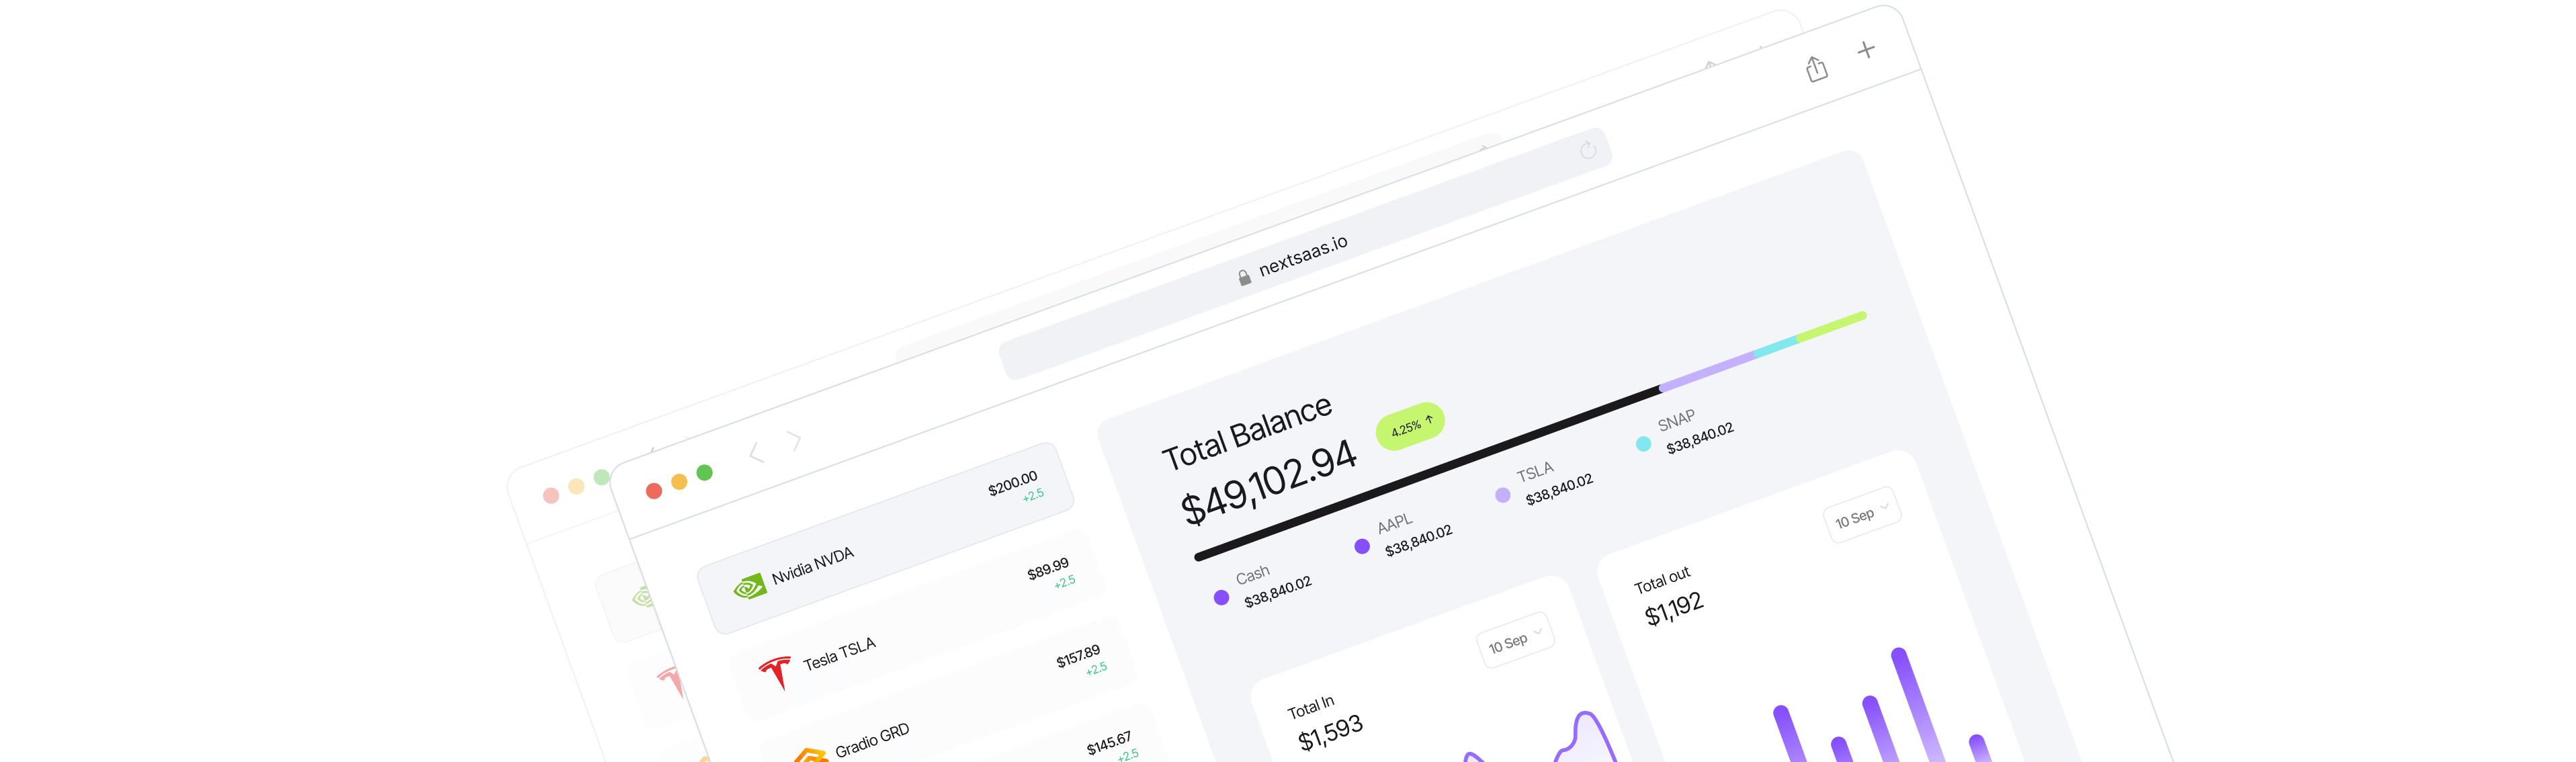 nextsaas.io
Nvidia NVDA
$200.00
+2.5
Tesla TSLA
$89.99
+2.5
Gradio GRD
$157.89
+2.5
$145.67
+2.5
Total Balance
$49,102.94
4.25% ↑
Cash
$38,840.02
AAPL
$38,840.02
TSLA
$38,840.02
SNAP
$38,840.02
Total In
$1,593
10 Sep
Total out
$1,192
10 Sep